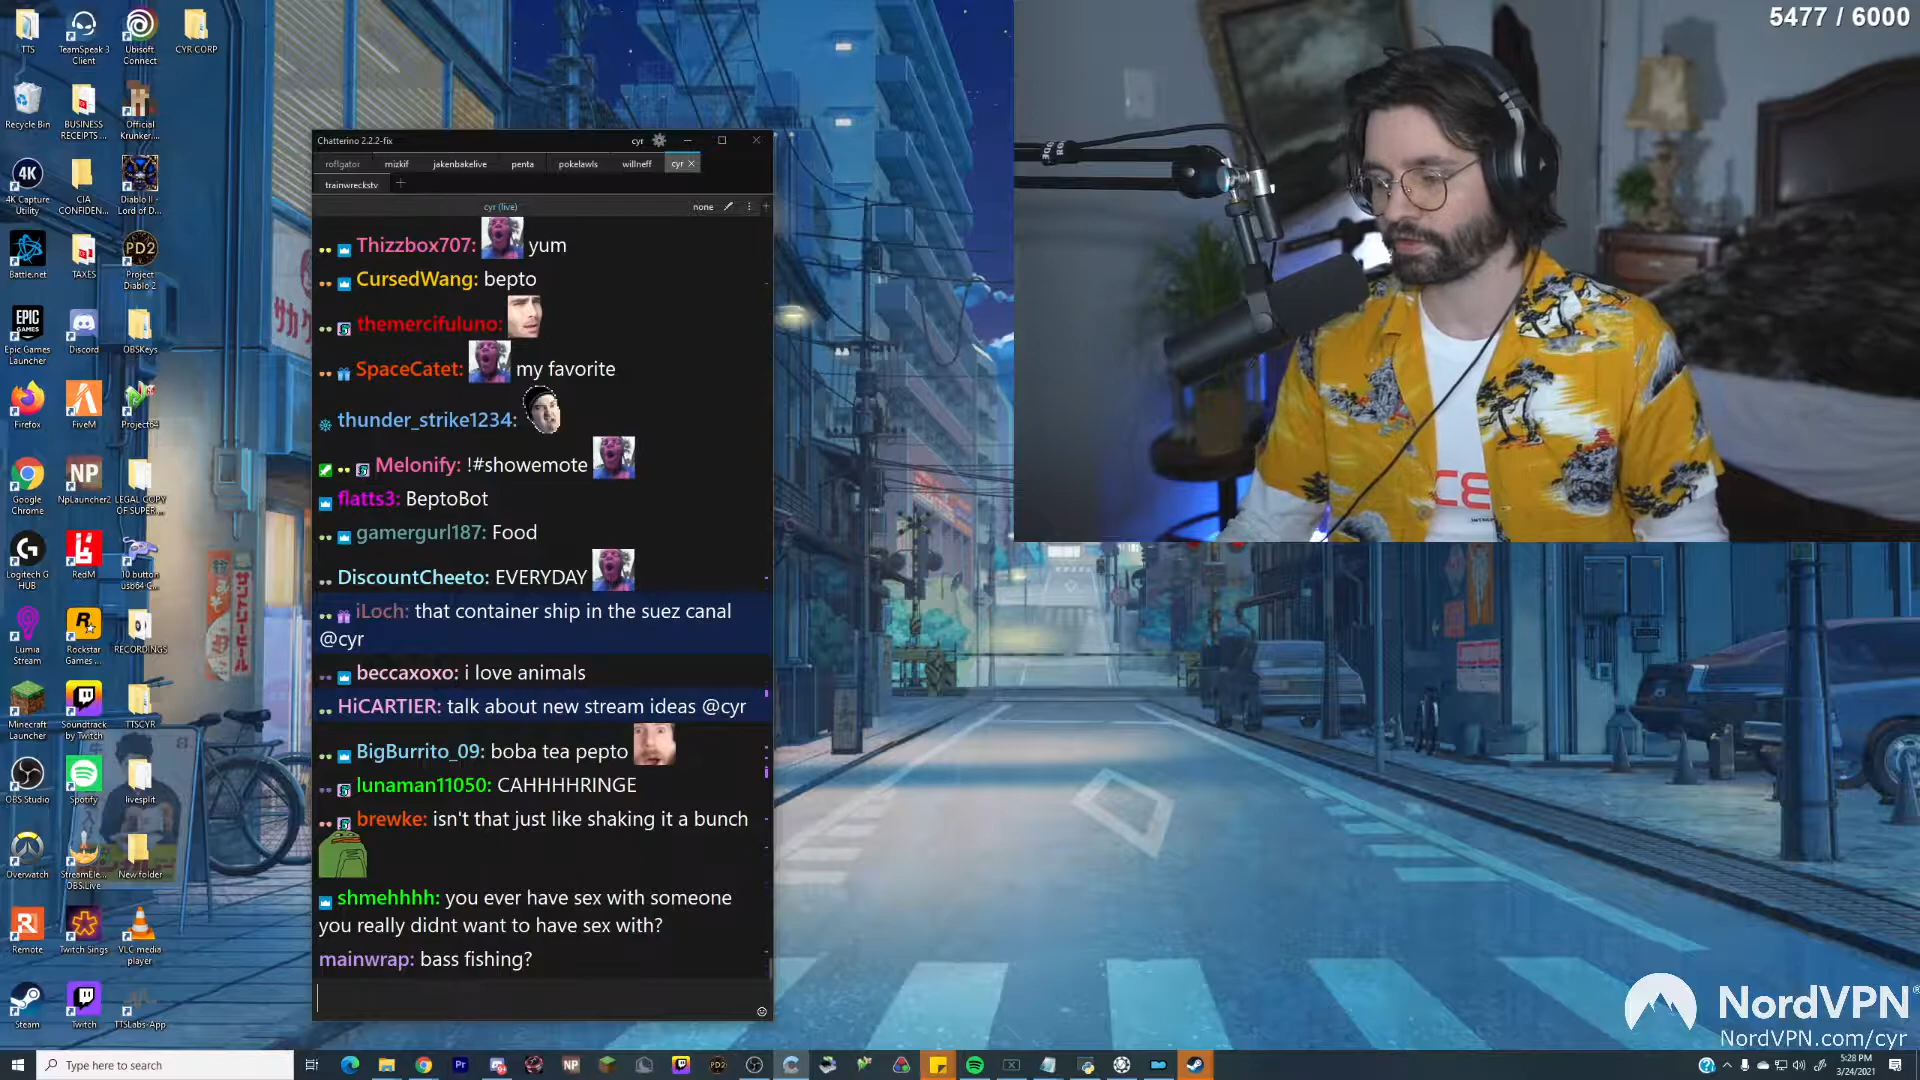 5477 / 6000
TTS
TeamSpeak 3
Client
Ubisoft
Connect
CYR CORP
Recycle Bin
BUSINESS
RECEIPTS ...
Official
Krunker....
4K Capture
Utility
CIA
CONFIDEN...
Diablo II -
Lord of D...
Battle.net
TAXES
Project
Diablo 2
Epic Games
Launcher
Discord
OBSKeys
Firefox
FiveM
Project64
Google
Chrome
NpLauncher2
LEGAL COPY
OF SUPER...
Logitech G
HUB
RedM
10 button
usb64 C...
Lumia
Stream
Rockstar
Games ...
RECORDINGS
Minecraft
Launcher
Soundtrack
by Twitch
TTSCYR
OBS Studio
Spotify
livesplit
Overwatch
StreamEle...
OBS.Live
New folder
Remote
Twitch Sings
VLC media
player
Steam
Twitch
TTSLabs-App
Chatterino 2.2.2-fix
cyr
roflgator
mizkif
jakenbakelive
penta
pokelawls
willneff
cyr
trainwreckstv
cyr (live)
none
Thizzbox707: yum
CursedWang: bepto
themercifuluno:
SpaceCatet: my favorite
thunder_strike1234:
Melonify: !#showemote
flatts3: BeptoBot
gamergurl187: Food
DiscountCheeto: EVERYDAY
iLoch: that container ship in the suez canal
@cyr
beccaxoxo: i love animals
HiCARTIER: talk about new stream ideas @cyr
BigBurrito_09: boba tea pepto
lunaman11050: CAHHHHRINGE
brewke: isn't that just like shaking it a bunch
shmehhhh: you ever have sex with someone
you really didnt want to have sex with?
mainwrap: bass fishing?
NordVPN®
NordVPN.com/cyr
Type here to search
5:28 PM
3/24/2021